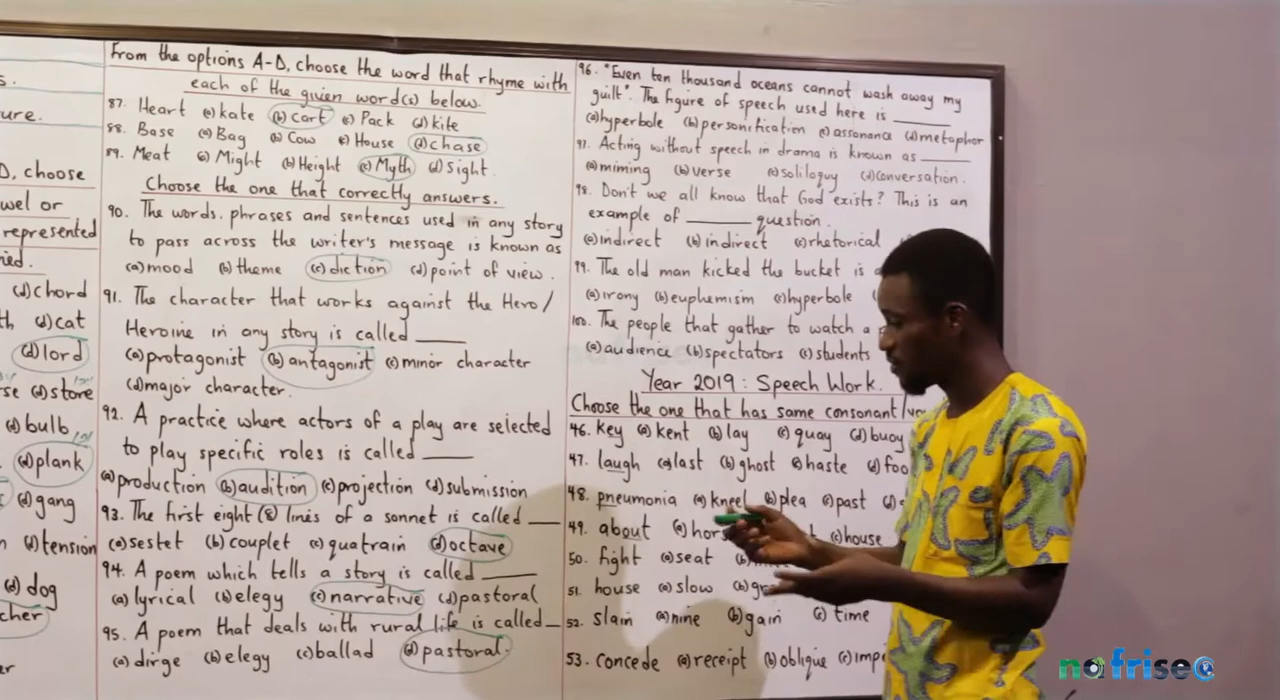 s.
ure.
D, choose
wel or
represented
ied.
(d)chord
th (d)cat
(d)lord
se (d)store
(d)bulb
(d)plank
(d)gang
n (d)tension
(d)dog
cher
er
From the options A-D, choose the word that rhyme with
each of the given word(s) below.
87. Heart (a)kate (b)cart (c)Pack (d)kite
88. Base (a)Bag (b)Cow (c)House (d)chase
89. Meat (a)Might (b)Height (c)Myth (d)Sight.
Choose the one that correctly answers.
90. The words, phrases and sentences used in any story
to pass across the writer's message is known as
(a)mood (b)theme (c)diction (d)point of view.
91. The character that works against the Hero/
Heroine in any story is called ____
(a)protagonist (b)antagonist (c)minor character
(d)major character.
92. A practice where actors of a play are selected
to play specific roles is called ____
(a)production (b)audition (c)projection (d)submission
93. The first eight (8) lines of a sonnet is called ___
(a)sestet (b)couplet (c)quatrain (d)octave
94. A poem which tells a story is called ____
(a)lyrical (b)elegy (c)narrative (d)pastoral
95. A poem that deals with rural life is called __
(a)dirge (b)elegy (c)ballad (d)pastoral.
96. "Even ten thousand oceans cannot wash away my
guilt". The figure of speech used here is ____
(a)hyperbole (b)personification (c)assonance (d)metaphor
97. Acting without speech in drama is known as ____
(a)miming (b)verse (c)soliloquy (d)conversation.
98. Don't we all know that God exists? This is an
example of ____ question.
(a)indirect (b)indirect (c)rhetorical
99. The old man kicked the bucket is a
(a)irony (b)euphemism (c)hyperbole
100. The people that gather to watch a
(a)audience (b)spectators (c)students
Year 2019: Speech Work.
Choose the one that has same consonant/vow
46. Key (a)kent (b)lay (c)quay (d)buoy
47. laugh (a)last (b)ghost (c)haste (d)foo
48. pneumonia (a)kneel (b)plea (c)past (d)
49. about (a)hors t (c)house
50. fight (a)seat (b)
51. house (a)slow (b)g
52. slain (a)nine (b)gain (c)time
53. concede (a)receipt (b)oblique (c)imp
nafrisec